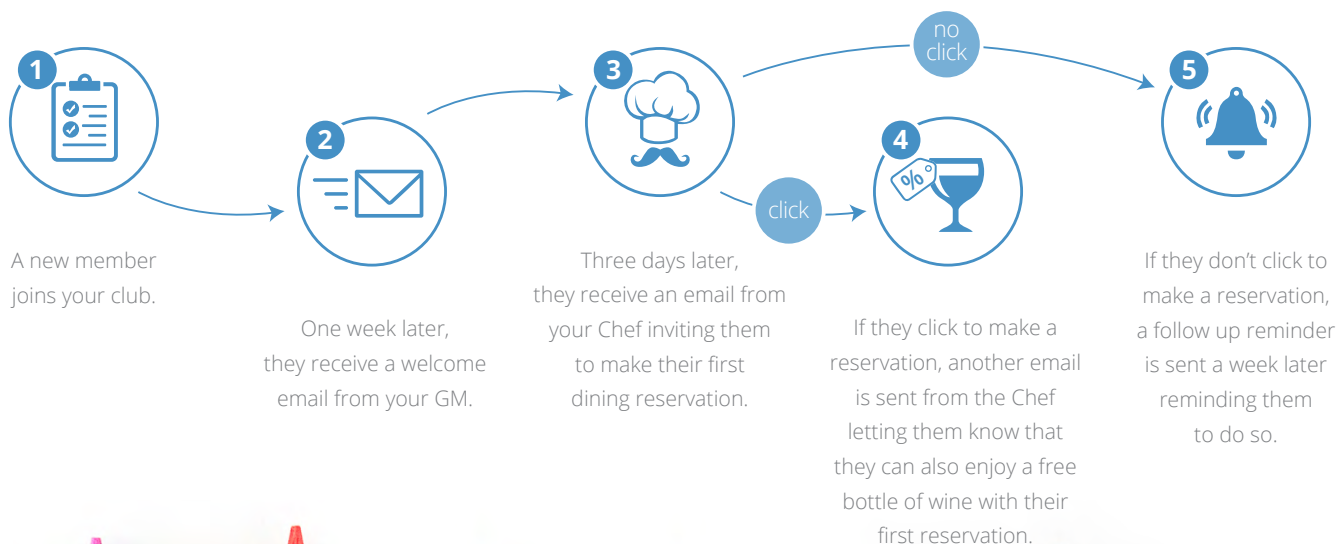 1
A new member
joins your club.
2
One week later,
they receive a welcome
email from your GM.
3
Three days later,
they receive an email from
your Chef inviting them
to make their first
dining reservation.
click
4
%
If they click to make a
reservation, another email
is sent from the Chef
letting them know that
they can also enjoy a free
bottle of wine with their
first reservation.
no
click
5
If they don’t click to
make a reservation,
a follow up reminder
is sent a week later
reminding them
to do so.